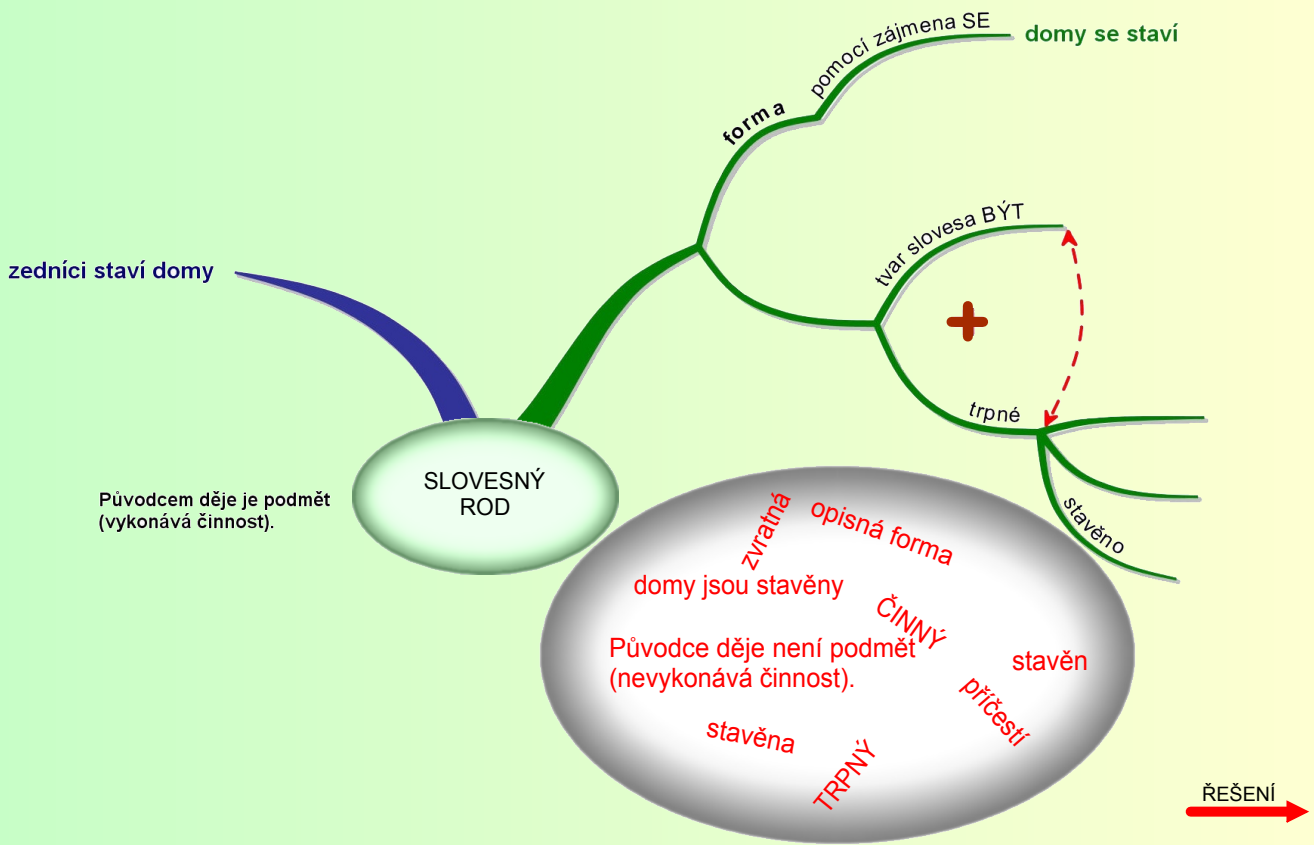 pomocí zájmena SE
domy se staví
forma
tvar slovesa BÝT
zedníci staví domy
trpné
SLOVESNÝ
ROD
Původcem děje je podmět
(vykonává činnost).
stavěno
zvratná
opisná forma
domy jsou stavěny
ČINNÝ
Původce děje není podmět
(nevykonává činnost).
stavěn
příčestí
stavěna
TRPNÝ
ŘEŠENÍ